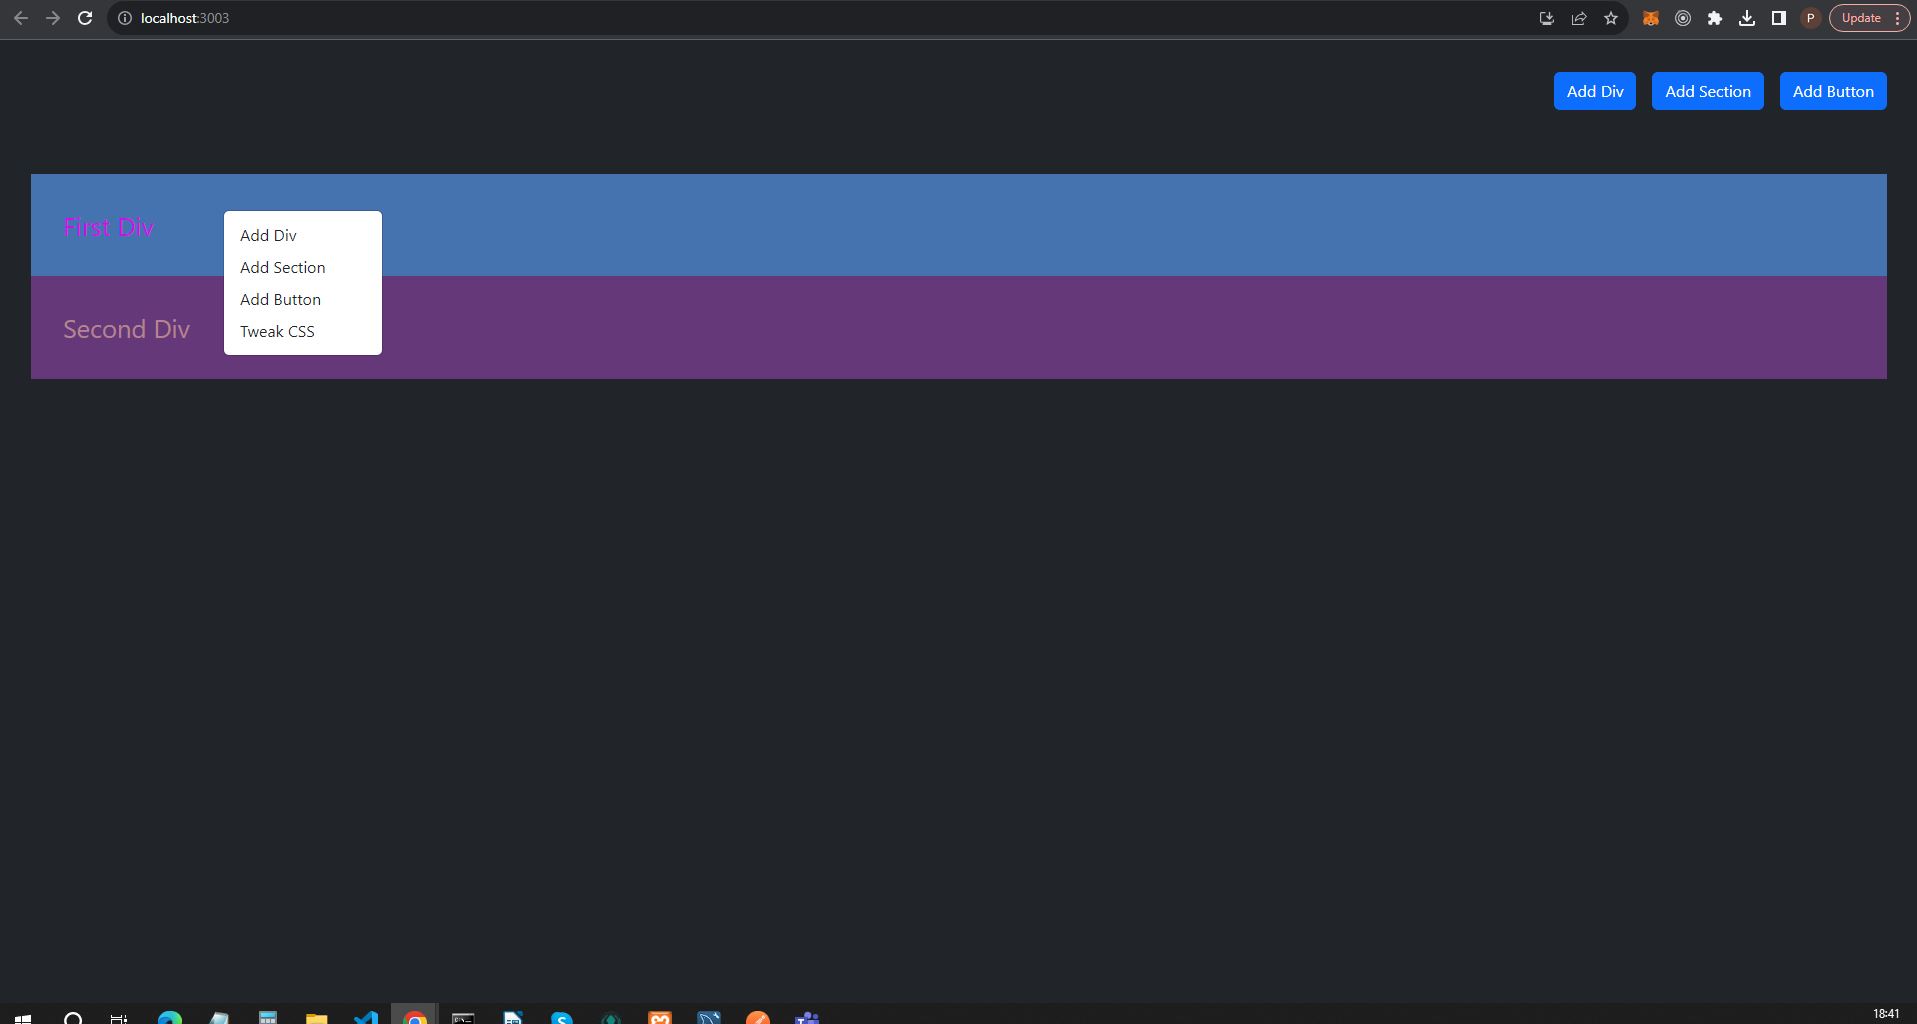 localhost:3003
P
Update
Add Div
Add Section
Add Button
First Div
Add Div
Add Section
Add Button
Tweak CSS
Second Div
18:41